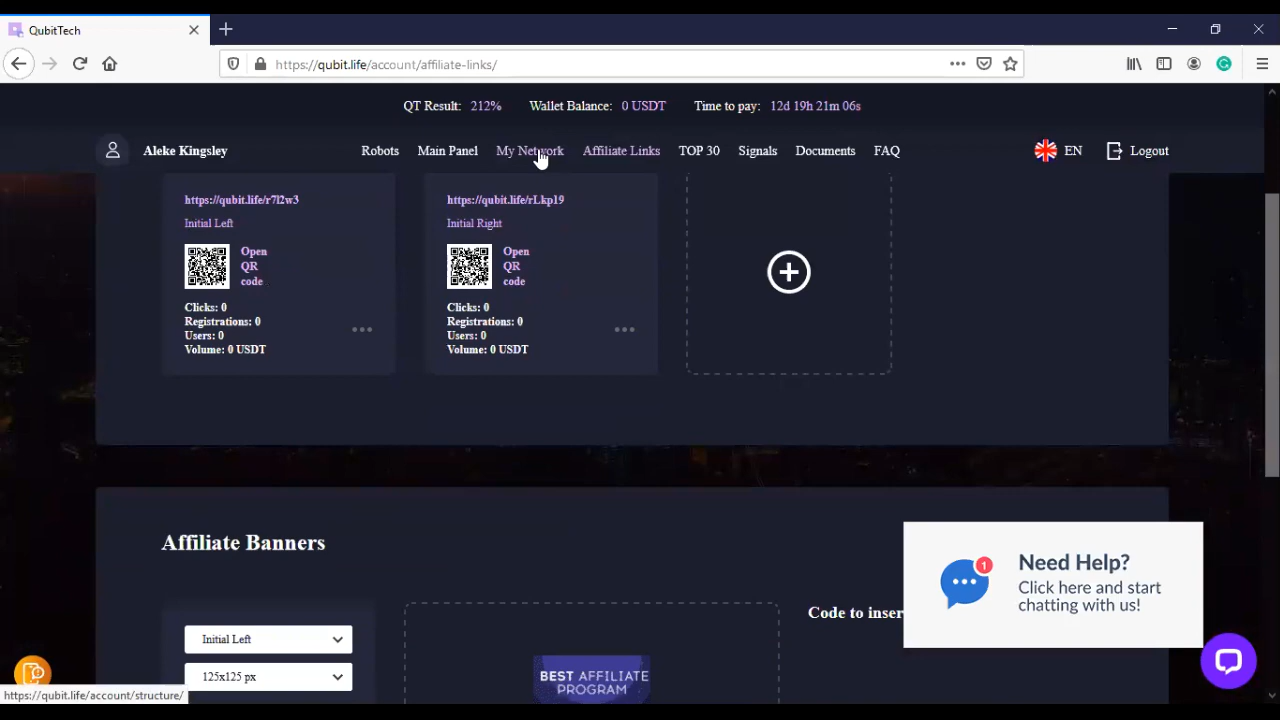 QubitTech
https://qubit.life/account/affiliate-links/
QT Result: 212% Wallet Balance: 0 USDT Time to pay: 12d 19h 21m 06s
Aleke Kingsley Robots Main Panel My Network Affiliate Links TOP 30 Signals Documents FAQ EN Logout
https://qubit.life/r7l2w3
Initial Left
Open
QR
code
Clicks: 0
Registrations: 0
Users: 0
Volume: 0 USDT
https://qubit.life/rLkp19
Initial Right
Open
QR
code
Clicks: 0
Registrations: 0
Users: 0
Volume: 0 USDT
Affiliate Banners
Initial Left
125x125 px
BEST AFFILIATE
PROGRAM
Code to inser
Need Help?
1
Click here and start
chatting with us!
https://qubit.life/account/structure/